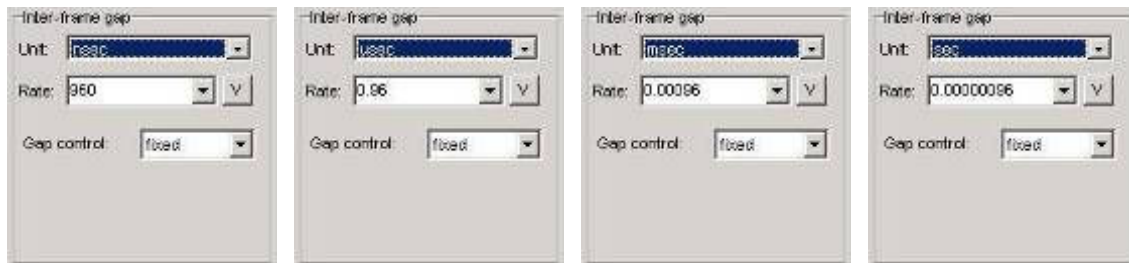 Inter-frame gap
Unit: nsec
Rate: 960 V
Gap control: fixed
Inter-frame gap
Unit: usec
Rate: 0.96 V
Gap control: fixed
Inter-frame gap
Unit: msec
Rate: 0.00096 V
Gap control: fixed
Inter-frame gap
Unit: sec
Rate: 0.00000096 V
Gap control: fixed